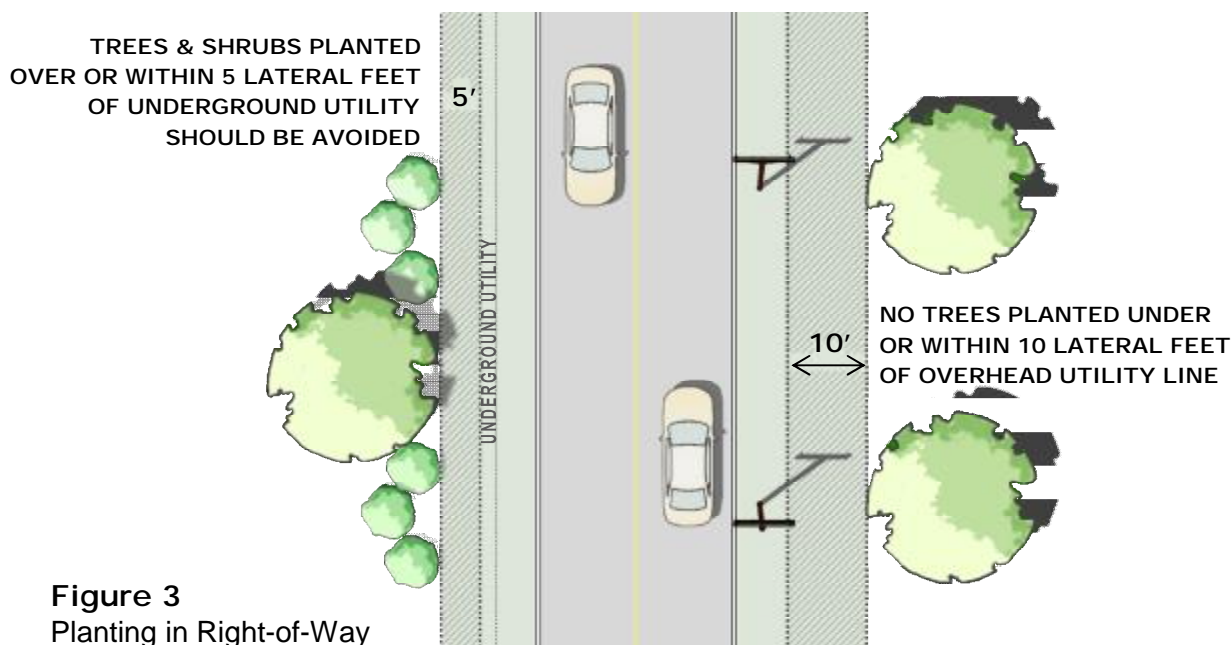 TREES & SHRUBS PLANTED
OVER OR WITHIN 5 LATERAL FEET
OF UNDERGROUND UTILITY
SHOULD BE AVOIDED
5'
UNDERGROUND UTILITY
10'
NO TREES PLANTED UNDER
OR WITHIN 10 LATERAL FEET
OF OVERHEAD UTILITY LINE
Figure 3
Planting in Right-of-Way